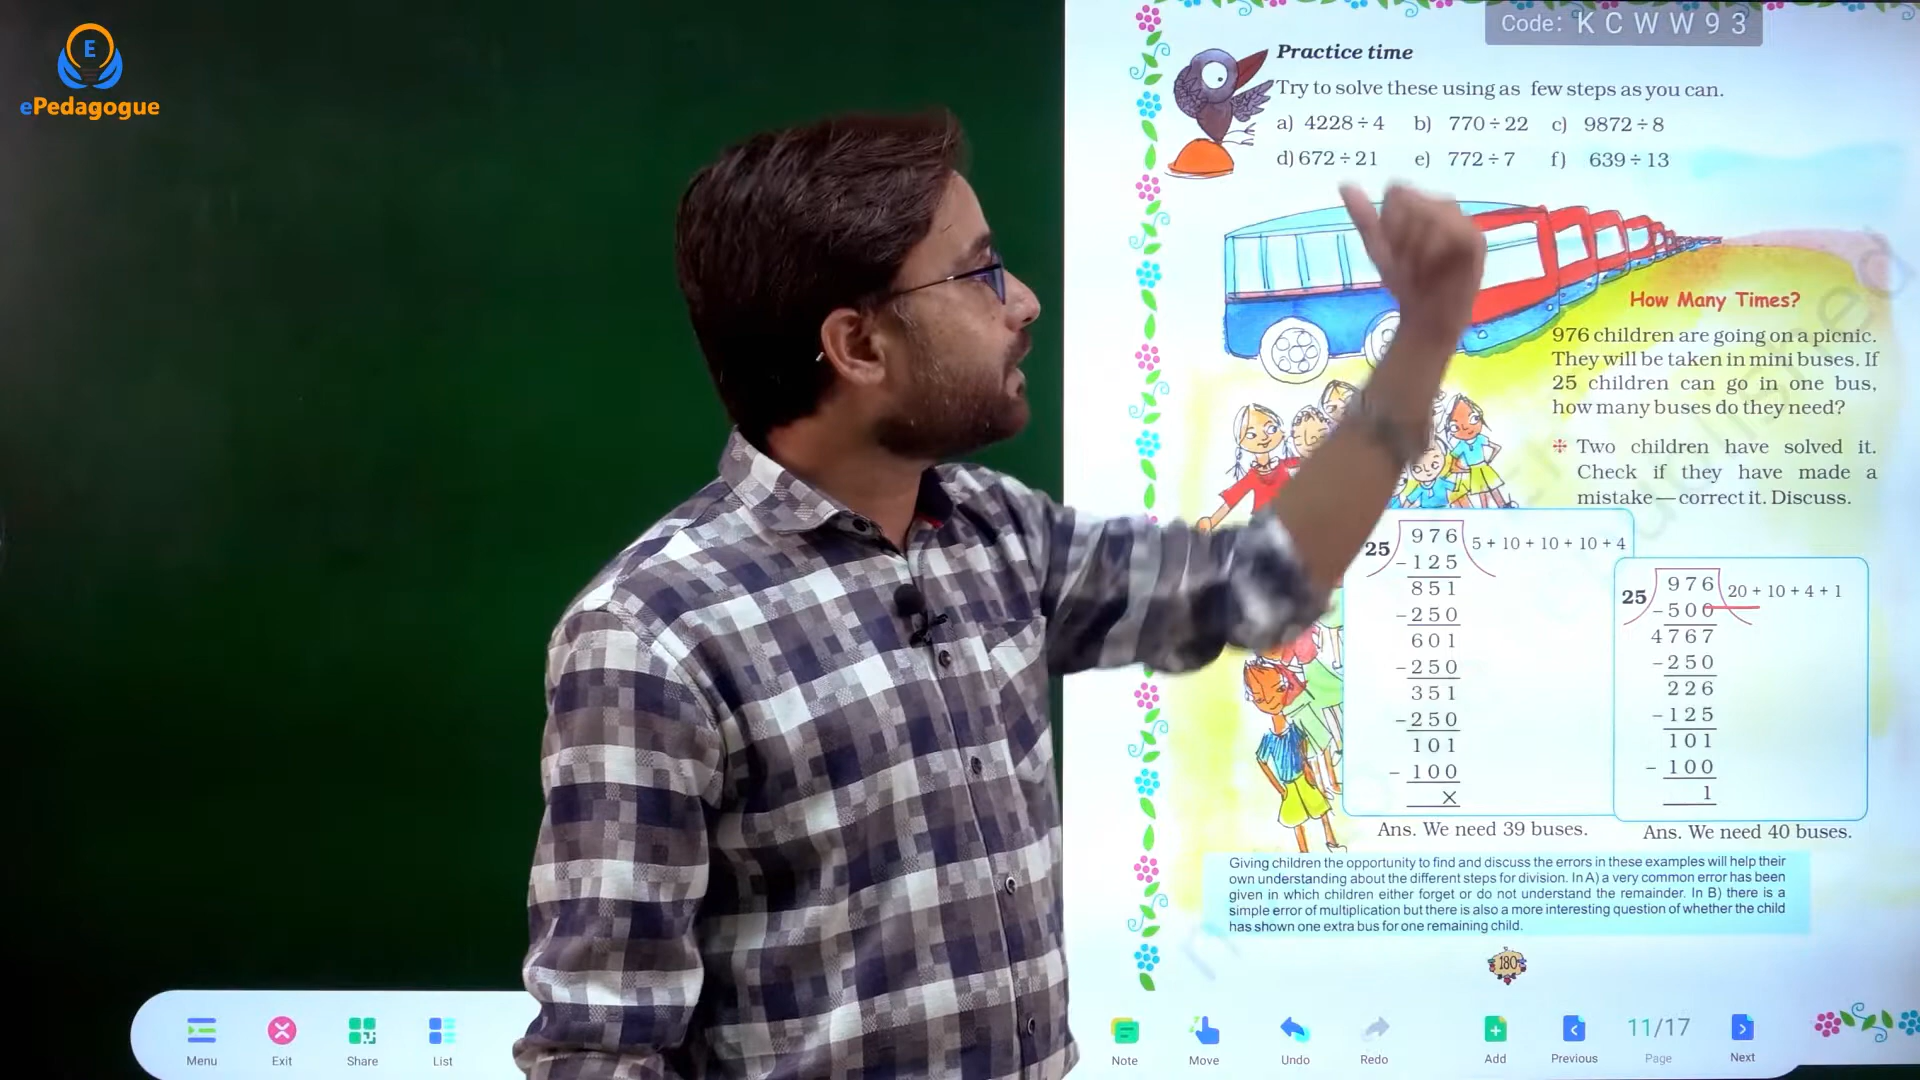 E
ePedagogue
Code: K C W W 9 3
Practice time
Try to solve these using as few steps as you can.
a) 4228 ÷ 4 b) 770 ÷ 22 c) 9872 ÷ 8
d) 672 ÷ 21 e) 772 ÷ 7 f) 639 ÷ 13
How Many Times?
976 children are going on a picnic.
They will be taken in mini buses. If
25 children can go in one bus,
how many buses do they need?
Two children have solved it.
Check if they have made a
mistake — correct it. Discuss.
25 976 5 + 10 + 10 + 10 + 4
– 125
851
– 250
601
– 250
351
– 250
101
– 100
X
Ans. We need 39 buses.
25 976 20 + 10 + 4 + 1
– 500
4767
– 250
226
– 125
101
– 100
1
Ans. We need 40 buses.
Giving children the opportunity to find and discuss the errors in these examples will help their
own understanding about the different steps for division. In A) a very common error has been
given in which children either forget or do not understand the remainder. In B) there is a
simple error of multiplication but there is also a more interesting question of whether the child
has shown one extra bus for one remaining child.
180
Menu Exit Share List Note Move Undo Redo Add Previous 11/17 Page Next